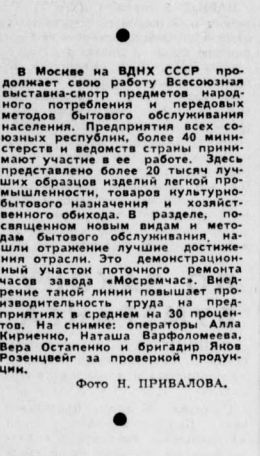 В Москве на ВДНХ СССР про-
должает свою работу Всесоюзная
выставка-смотр предметов народ-
ного потребления и передовых
методов бытового обслуживания
населения. Предприятия всех со-
юзных республик, более 40 мини-
стерств и ведомств страны прини-
мают участие в ее работе. Здесь
представлено более 20 тысяч луч-
ших образцов изделий легкой про-
мышленности, товаров культурно-
бытового назначения и хозяйст-
венного обихода. В разделе, по-
священном новым видам и мето-
дам бытового обслуживания, на-
шли отражение лучшие достиже-
ния отрасли. Это демонстрацион-
ный участок поточного ремонта
часов завода «Мосремчас». Внед-
рение такой линии повышает про-
изводительность труда на пред-
приятиях в среднем на 30 процен-
тов. На снимке: операторы Алла
Кириенко, Наташа Варфоломеева,
Вера Остапенко и бригадир Яков
Розенцвейг за проверкой продук-
ции.
Фото Н. ПРИВАЛОВА.